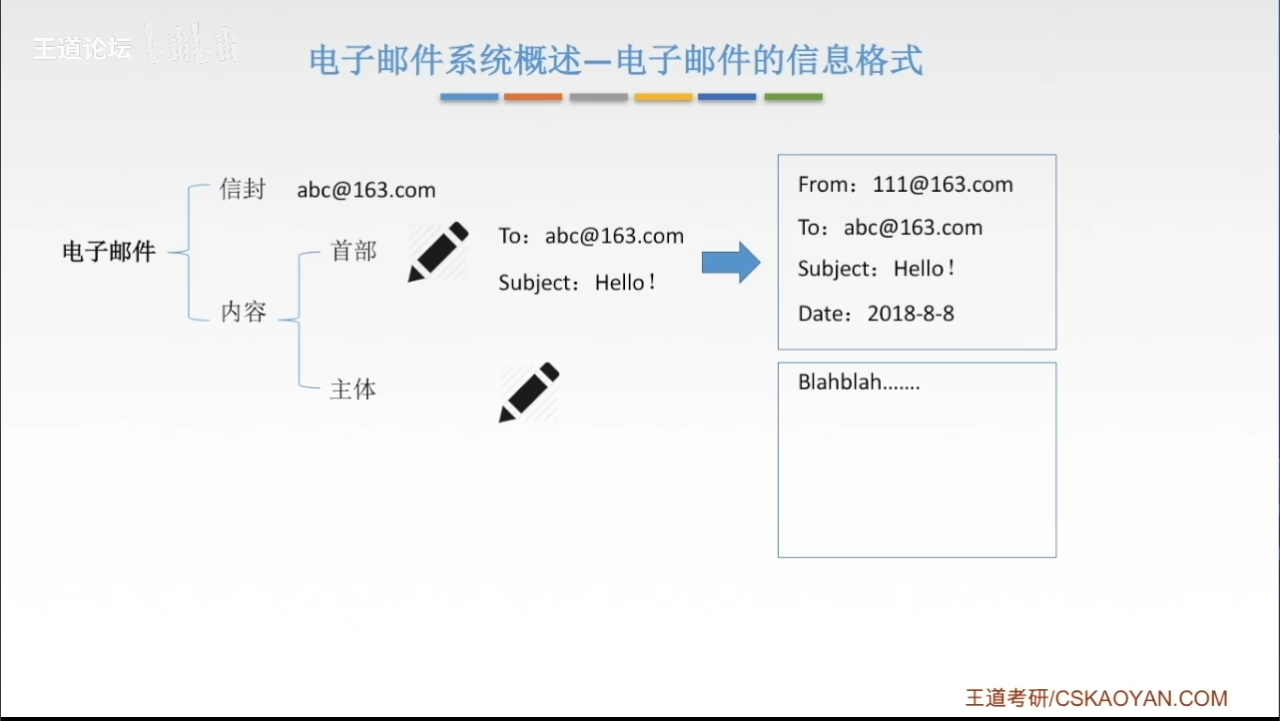 王道论坛 bilibili
电子邮件系统概述—电子邮件的信息格式
电子邮件
信封 abc@163.com
内容
首部
To：abc@163.com
Subject：Hello！
主体
From：111@163.com
To：abc@163.com
Subject：Hello！
Date：2018-8-8
Blahblah.......
王道考研/CSKAOYAN.COM